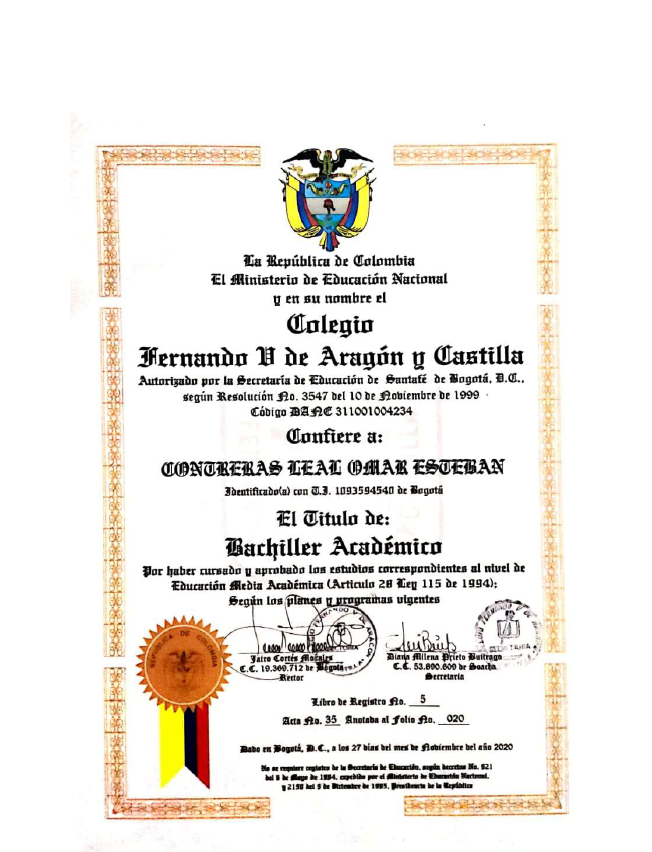 La República de Colombia
El Ministerio de Educación Nacional
y en su nombre el
Colegio
Fernando V de Aragón y Castilla
Autorizado por la Secretaría de Educación de Santafé de Bogotá, D.C.,
según Resolución No. 3547 del 10 de Noviembre de 1999
Código DANE 311001004234
Confiere a:
CONTRERAS LEAL OMAR ESTEBAN
Identificado(a) con T.I. 1093594540 de Bogotá
El Titulo de:
Bachiller Académico
Por haber cursado y aprobado los estudios correspondientes al nivel de
Educación Media Académica (Articulo 28 Ley 115 de 1994);
Según los planes y programas vigentes
REPÚBLICA DE COLOMBIA
Jairo Cortés Morales
C.C. 19.369.712 de Bogotá
Rector
Diana Milena Prieto Buitrago
C.C. 53.890.609 de Soacha
Secretaria
Libro de Registro No. 5
Acta No. 35 Anotada al Folio No. 020
Dado en Bogotá, D.C., a los 27 días del mes de Noviembre del año 2020
No se requiere registro de la Secretaría de Educación, según decretos No. 921
del 6 de Mayo de 1994, expedido por el Ministerio de Educación Nacional,
y 2150 del 5 de Diciembre de 1995, Presidencia de la República